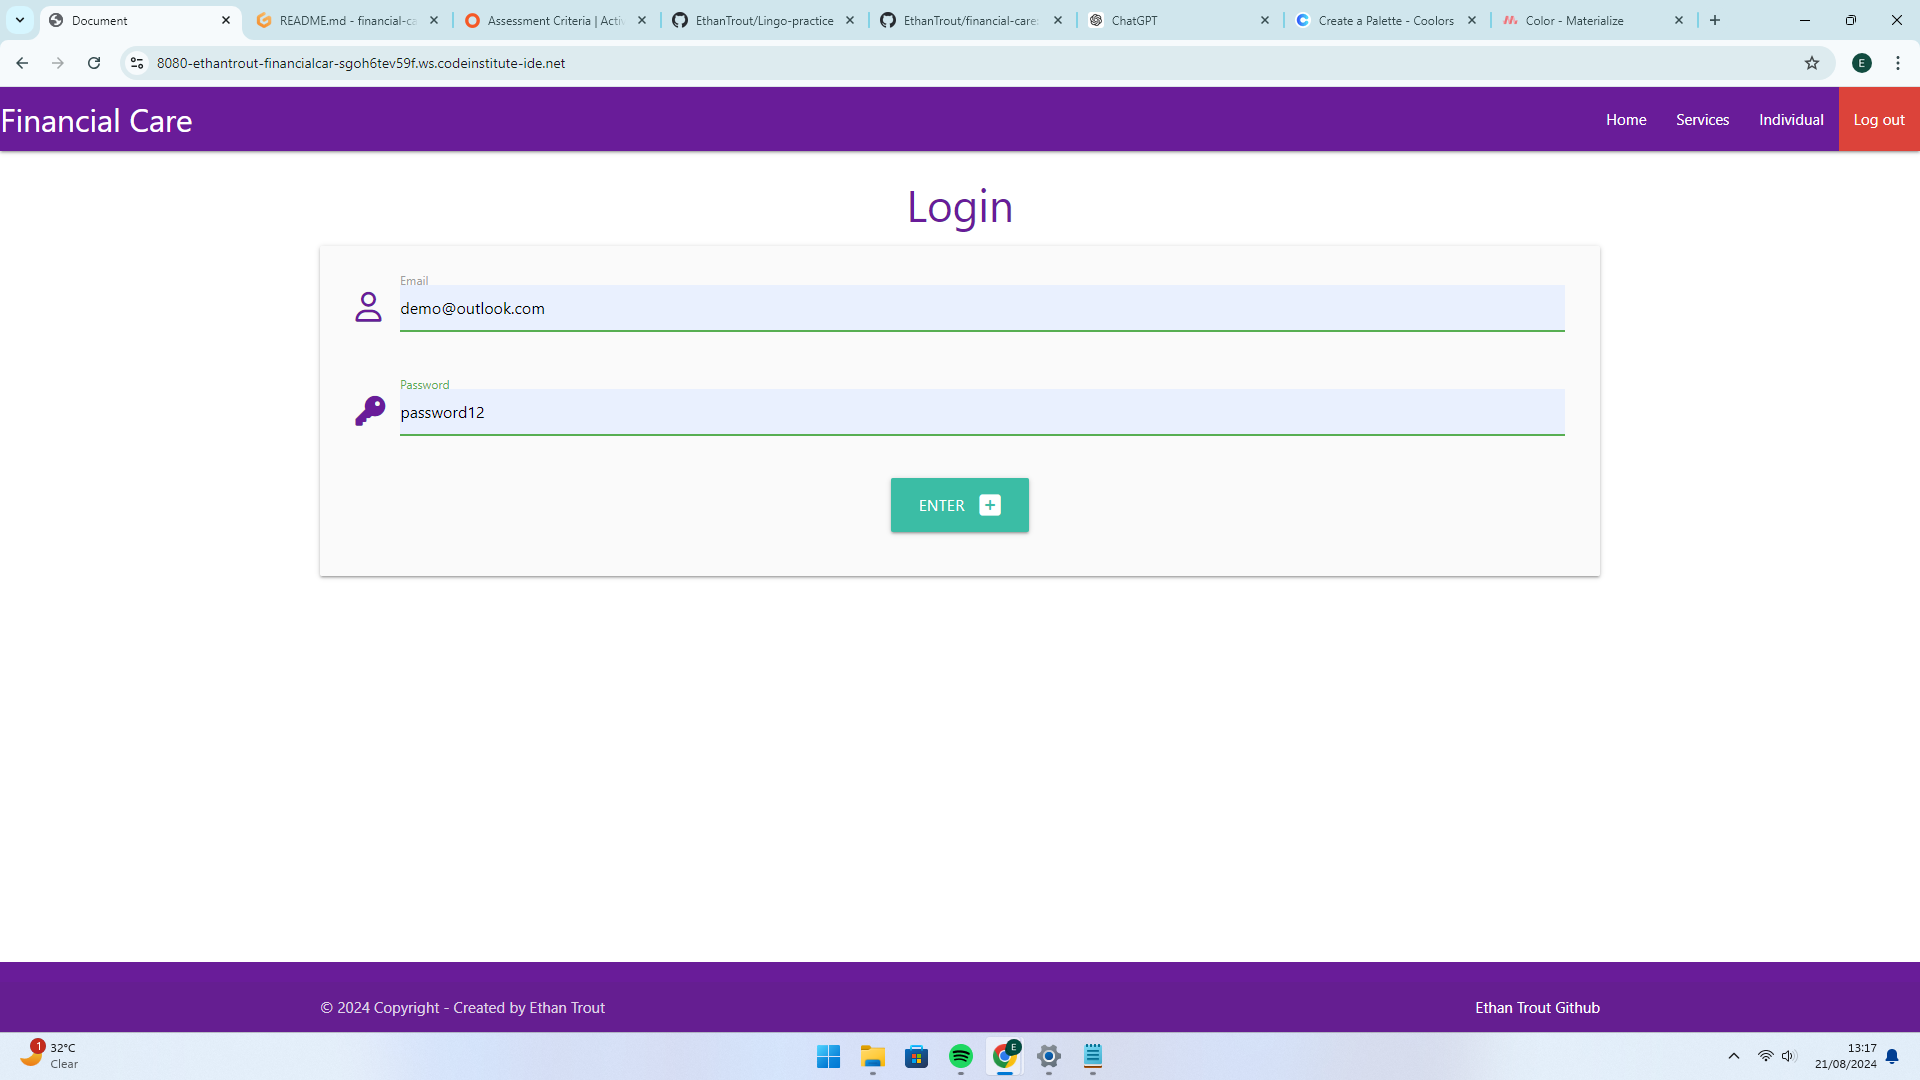 Document
README.md - financial-ca
Assessment Criteria | Activ
EthanTrout/Lingo-practice
EthanTrout/financial-care:
ChatGPT
Create a Palette - Coolors
Color - Materialize
8080-ethantrout-financialcar-sgoh6tev59f.ws.codeinstitute-ide.net
E
Financial Care
Home
Services
Individual
Log out
Login
Email
demo@outlook.com
Password
password12
ENTER
© 2024 Copyright - Created by Ethan Trout
Ethan Trout Github
1
32°C
Clear
E
13:17
21/08/2024